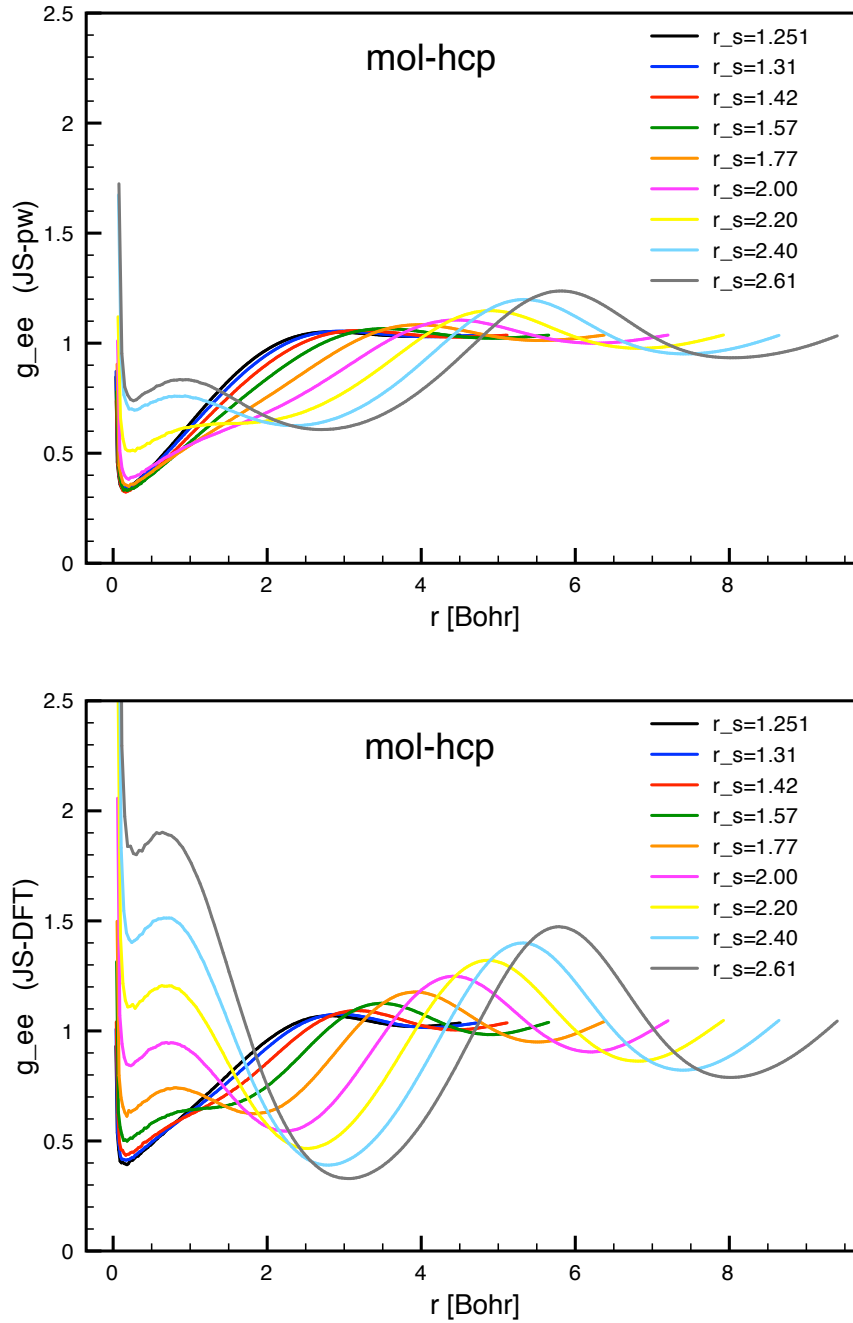 mol-hcp
r_s=1.251
r_s=1.31
r_s=1.42
r_s=1.57
r_s=1.77
r_s=2.00
r_s=2.20
r_s=2.40
r_s=2.61
g_ee (JS-pw)
2.5
2
1.5
1
0.5
0
0 2 4 6 8
r [Bohr]
mol-hcp
r_s=1.251
r_s=1.31
r_s=1.42
r_s=1.57
r_s=1.77
r_s=2.00
r_s=2.20
r_s=2.40
r_s=2.61
g_ee (JS-DFT)
2.5
2
1.5
1
0.5
0
0 2 4 6 8
r [Bohr]